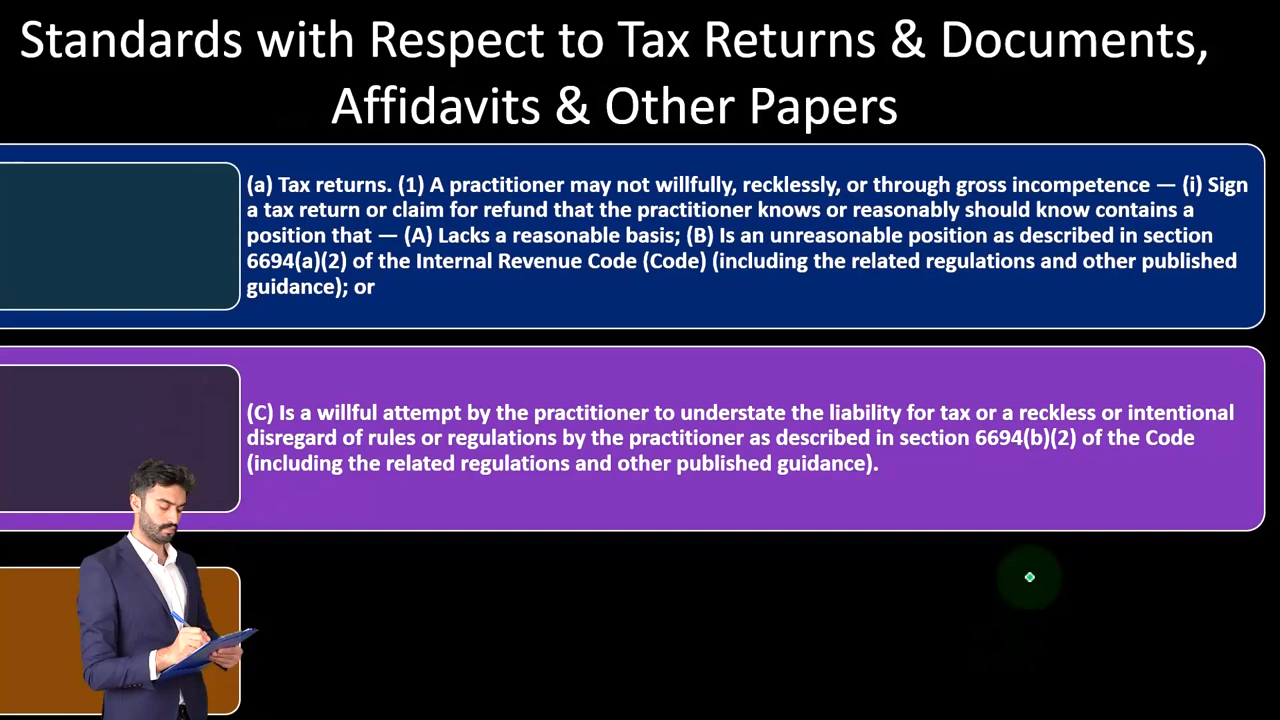 Standards with Respect to Tax Returns & Documents,
Affidavits & Other Papers
(a) Tax returns. (1) A practitioner may not willfully, recklessly, or through gross incompetence — (i) Sign
a tax return or claim for refund that the practitioner knows or reasonably should know contains a
position that — (A) Lacks a reasonable basis; (B) Is an unreasonable position as described in section
6694(a)(2) of the Internal Revenue Code (Code) (including the related regulations and other published
guidance); or
(C) Is a willful attempt by the practitioner to understate the liability for tax or a reckless or intentional
disregard of rules or regulations by the practitioner as described in section 6694(b)(2) of the Code
(including the related regulations and other published guidance).